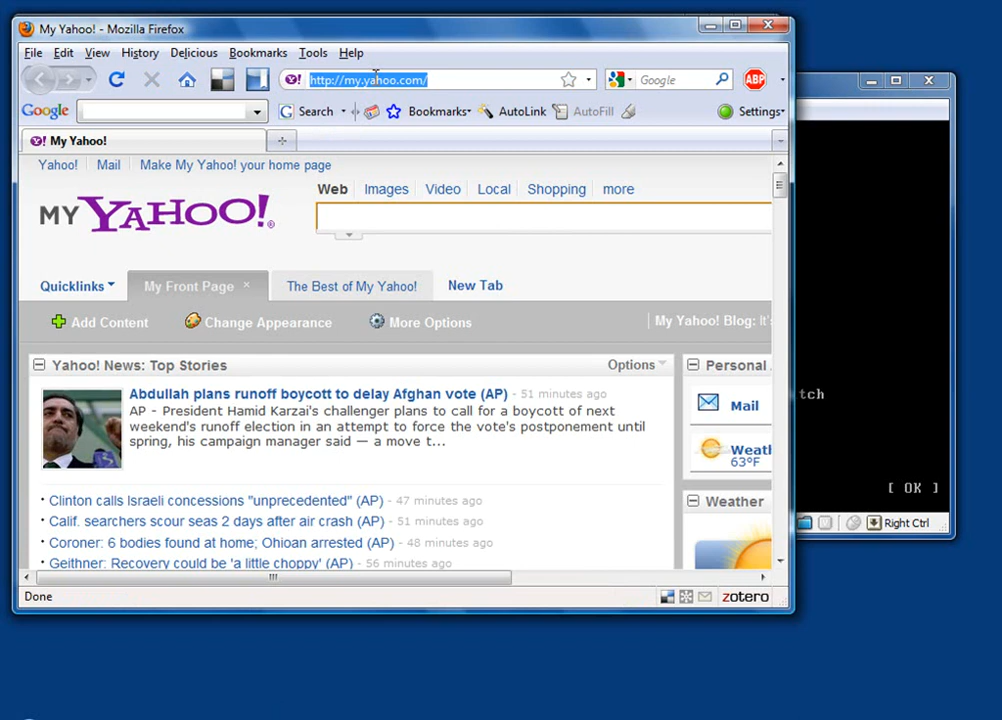 My Yahoo! - Mozilla Firefox
File Edit View History Delicious Bookmarks Tools Help
http://my.yahoo.com/ Google ABP
Google Search Bookmarks AutoLink AutoFill Settings
My Yahoo!
Yahoo! Mail Make My Yahoo! your home page
Web Images Video Local Shopping more
MY YAHOO!®
Quicklinks My Front Page × The Best of My Yahoo! New Tab
Add Content Change Appearance More Options My Yahoo! Blog: It's
Yahoo! News: Top Stories Options Personal
Abdullah plans runoff boycott to delay Afghan vote (AP) - 51 minutes ago
AP - President Hamid Karzai's challenger plans to call for a boycott of next
weekend's runoff election in an attempt to force the vote's postponement until
spring, his campaign manager said — a move t...
Mail
Weath
63°F
tch
[ OK ]
Clinton calls Israeli concessions "unprecedented" (AP) - 47 minutes ago
Calif. searchers scour seas 2 days after air crash (AP) - 51 minutes ago
Coroner: 6 bodies found at home; Ohioan arrested (AP) - 48 minutes ago
Geithner: Recovery could be 'a little choppy' (AP) - 56 minutes ago
Weather
Right Ctrl
Done zotero